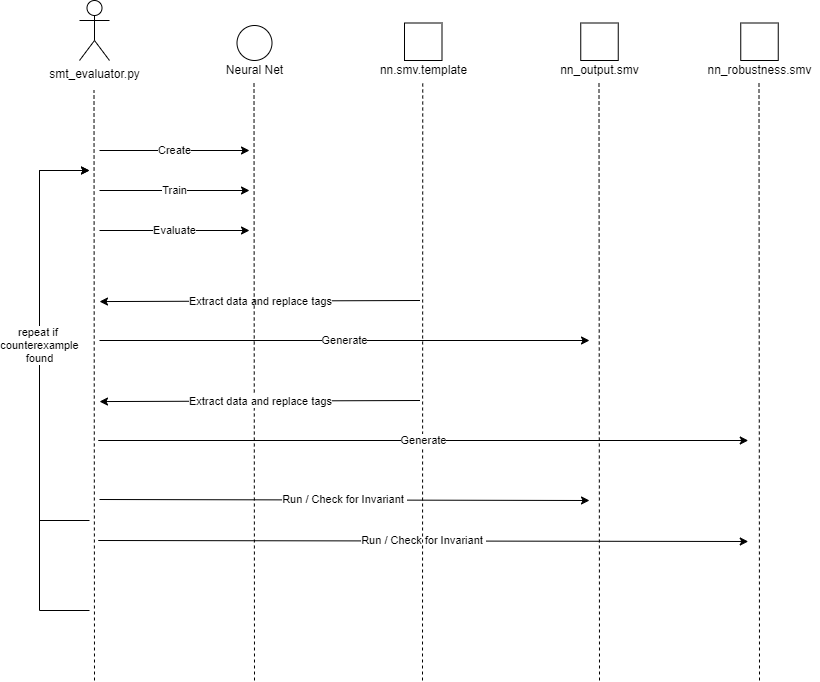 smt_evaluator.py
Neural Net
nn.smv.template
nn_output.smv
nn_robustness.smv
Create
Train
Evaluate
Extract data and replace tags
repeat if
counterexample
found
Generate
Extract data and replace tags
Generate
Run / Check for Invariant
Run / Check for Invariant